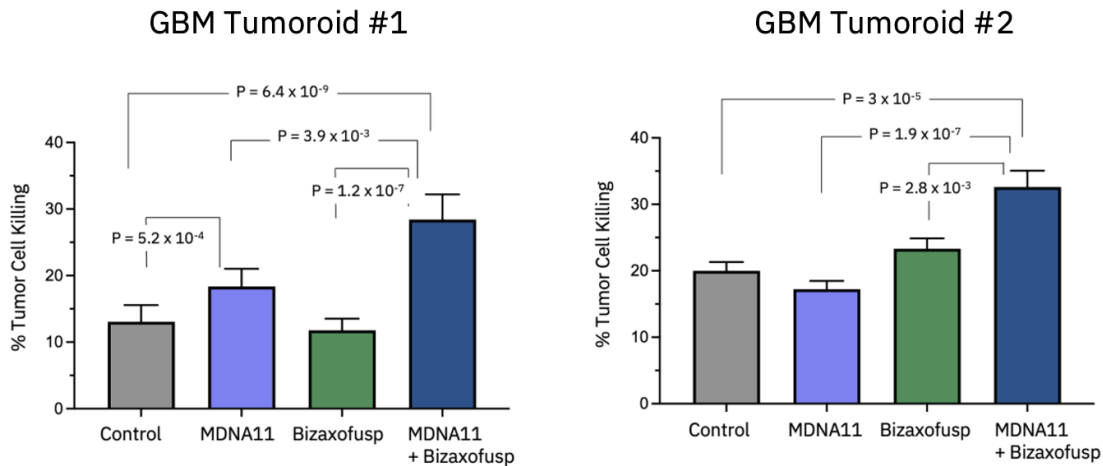 GBM Tumoroid #1
P = 6.4 x 10-9
P = 3.9 x 10-3
P = 1.2 x 10-7
P = 5.2 x 10-4
% Tumor Cell Killing
40
30
20
10
0
Control
MDNA11
Bizaxofusp
MDNA11
+ Bizaxofusp
GBM Tumoroid #2
P = 3 x 10-5
P = 1.9 x 10-7
P = 2.8 x 10-3
% Tumor Cell Killing
40
30
20
10
0
Control
MDNA11
Bizaxofusp
MDNA11
+ Bizaxofusp